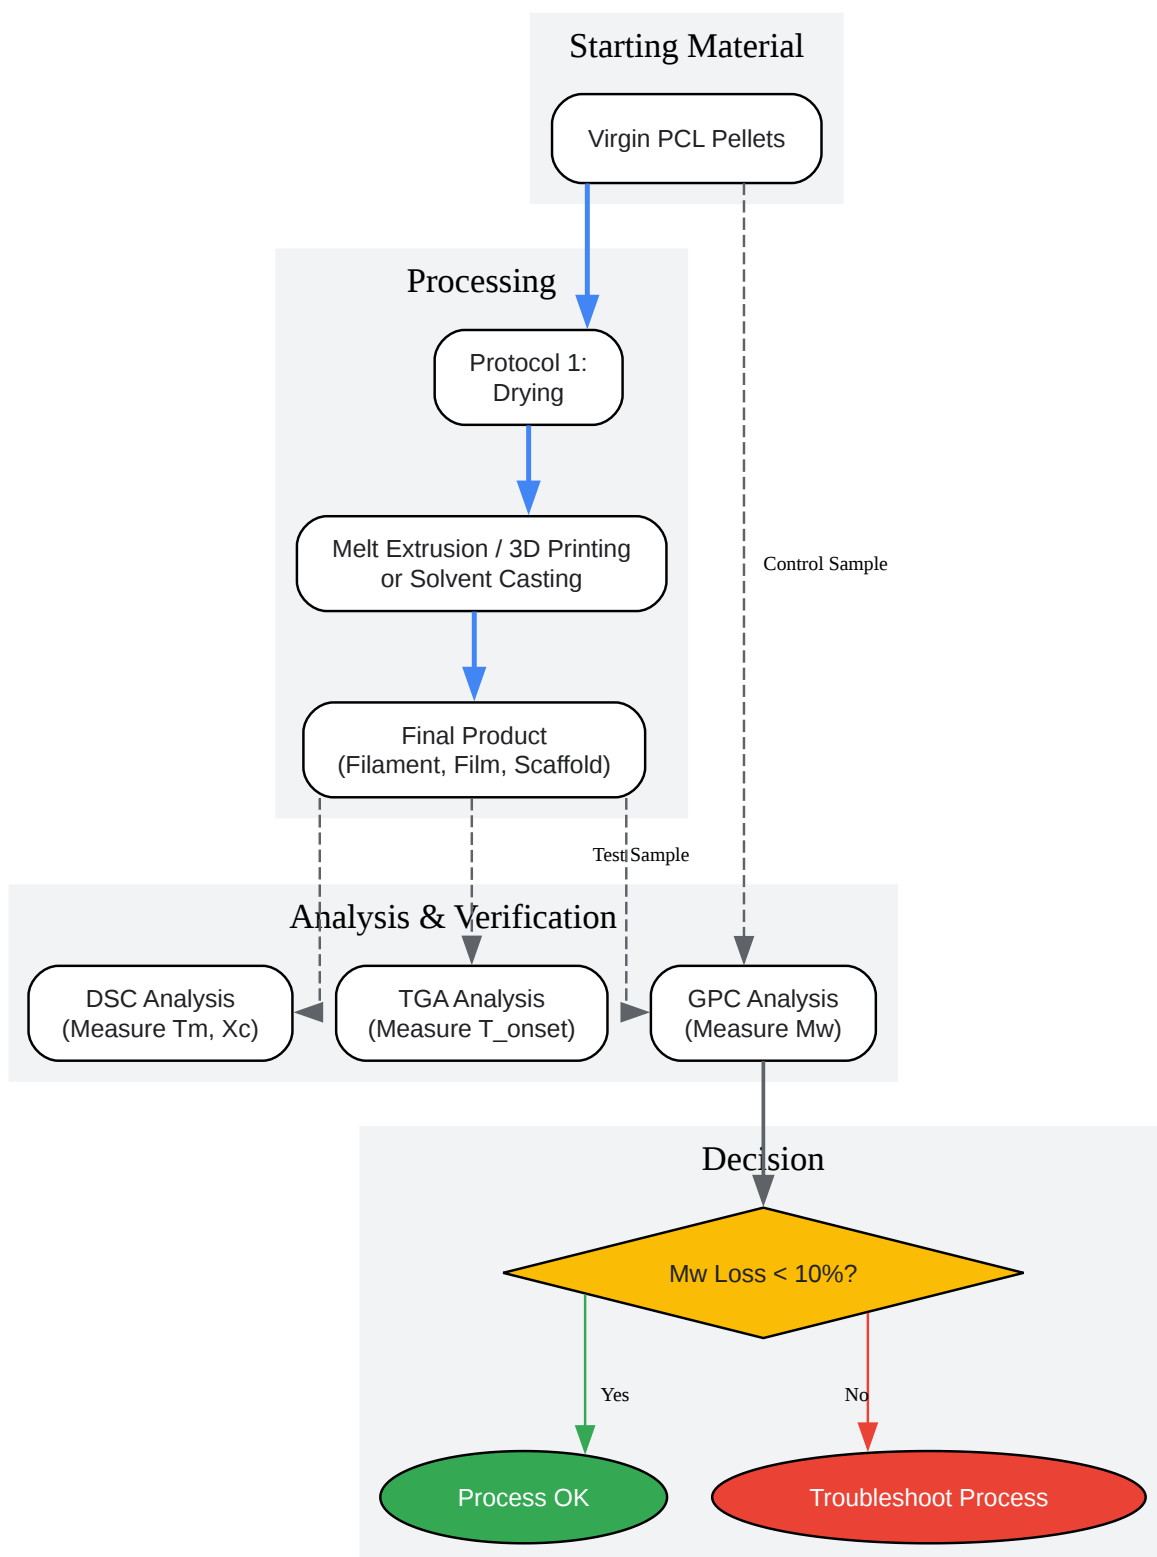 Starting Material
Virgin PCL Pellets
Processing
Protocol 1:
Drying
Melt Extrusion / 3D Printing
or Solvent Casting
Control Sample
Final Product
(Filament, Film, Scaffold)
Test Sample
Analysis & Verification
DSC Analysis
(Measure Tm, Xc)
TGA Analysis
(Measure T_onset)
GPC Analysis
(Measure Mw)
Decision
Mw Loss < 10%?
Yes
No
Process OK
Troubleshoot Process